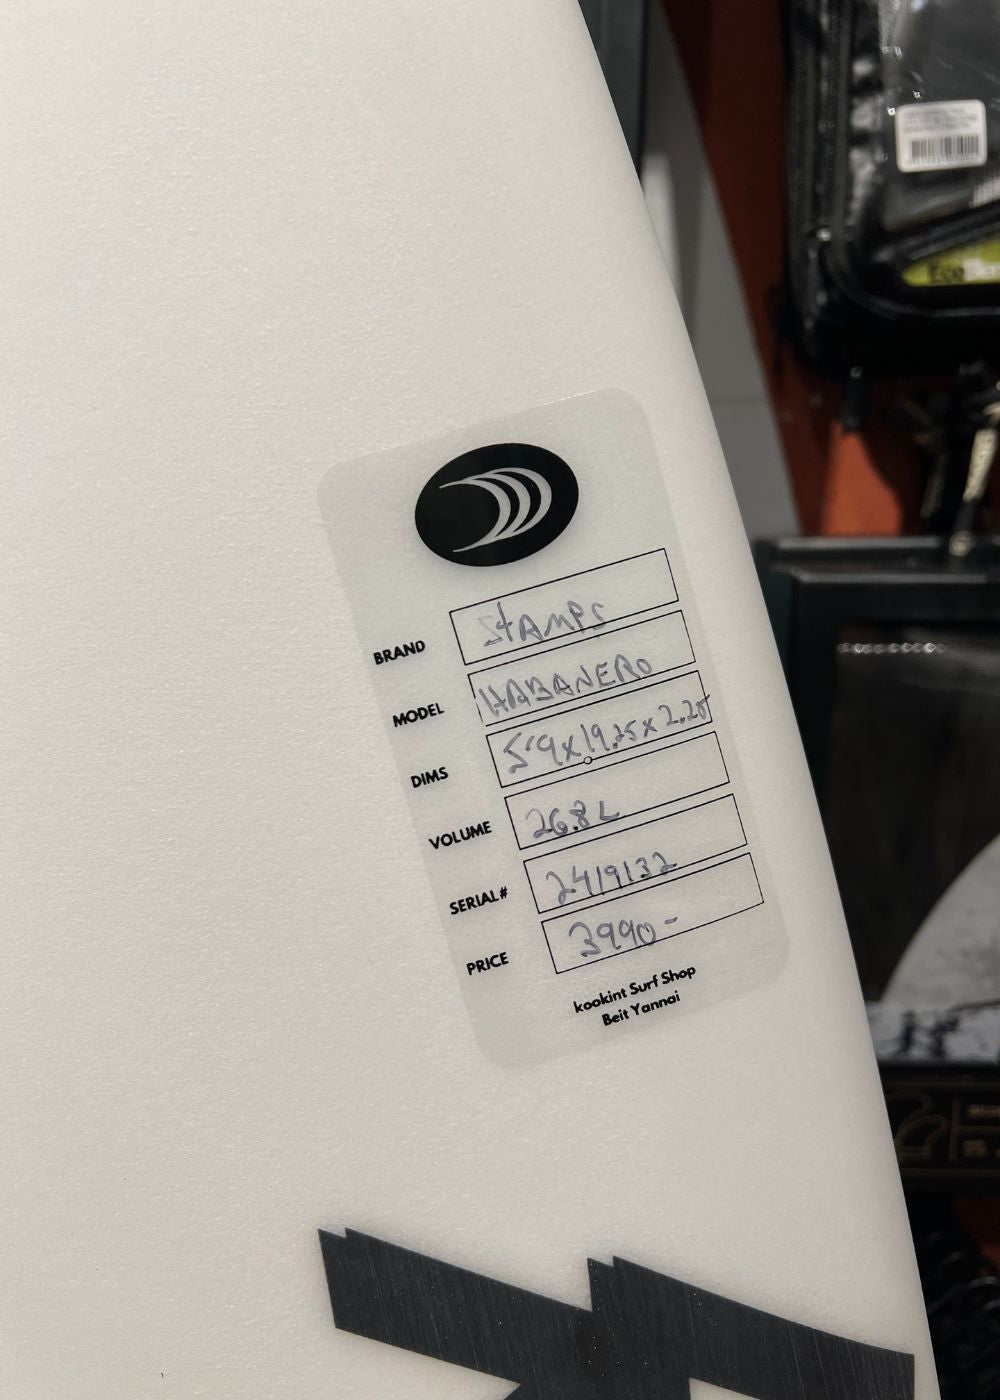 BRAND StAMPS
MODEL HABANERO
DIMS 5'9x19.25x2.25
VOLUME 26.8L
SERIAL# 2419132
PRICE 3990-
kookint Surf Shop
Beit Yannai